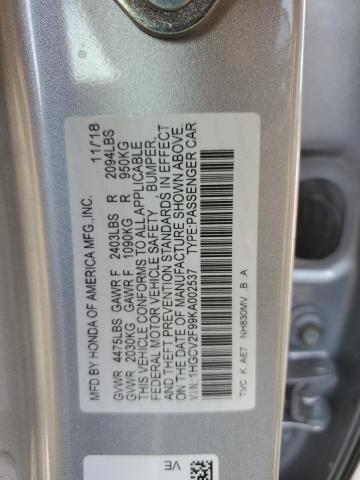 MFD.BY HONDA OF AMERICA MFG.,INC. 11/18
GVWR 4475LBS GAWR F 2403LBS R 2094LBS
GVWR 2030KG GAWR F 1090KG R 950KG
THIS VEHICLE CONFORMS TO ALL APPLICABLE
FEDERAL MOTOR VEHICLE SAFETY , BUMPER,
AND THEFT PREVENTION STANDARDS IN EFFECT
ON THE DATE OF MANUFACTURE SHOWN ABOVE.
V.I.N.:1HGCV2F99KA002537 TYPE:PASSENGER CAR
TVC K AE7 NH830MV B A
VE